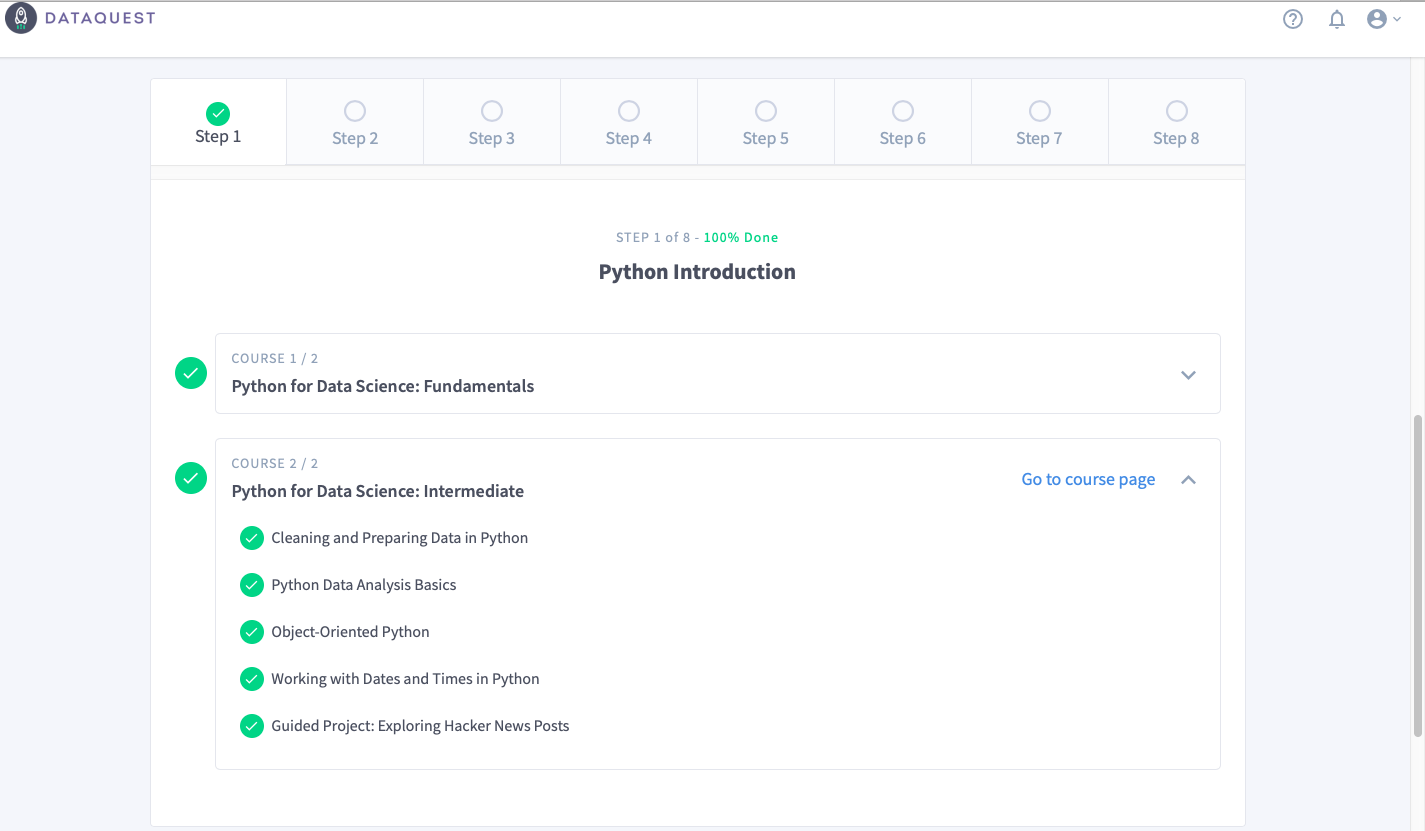 DATAQUEST
Step 1
Step 2
Step 3
Step 4
Step 5
Step 6
Step 7
Step 8
STEP 1 of 8 - 100% Done
Python Introduction
COURSE 1 / 2
Python for Data Science: Fundamentals
COURSE 2 / 2
Python for Data Science: Intermediate
Go to course page
Cleaning and Preparing Data in Python
Python Data Analysis Basics
Object-Oriented Python
Working with Dates and Times in Python
Guided Project: Exploring Hacker News Posts